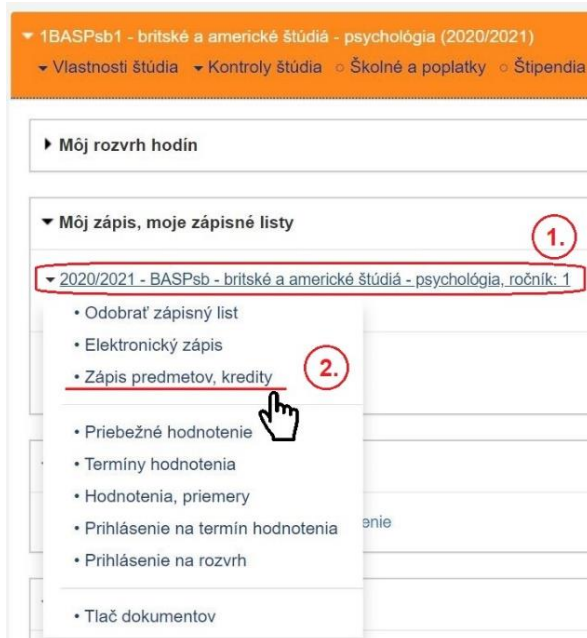 1BASPsb1 - britské a americké štúdiá - psychológia (2020/2021)
Vlastnosti štúdia Kontroly štúdia Školné a poplatky Štipendia
Môj rozvrh hodín
Môj zápis, moje zápisné listy
1.
2020/2021 - BASPsb - britské a americké štúdiá - psychológia, ročník: 1
• Odobrať zápisný list
• Elektronický zápis
• Zápis predmetov, kredity
2.
• Priebežné hodnotenie
• Termíny hodnotenia
• Hodnotenia, priemery
• Prihlásenie na termín hodnotenia
enie
• Prihlásenie na rozvrh
• Tlač dokumentov